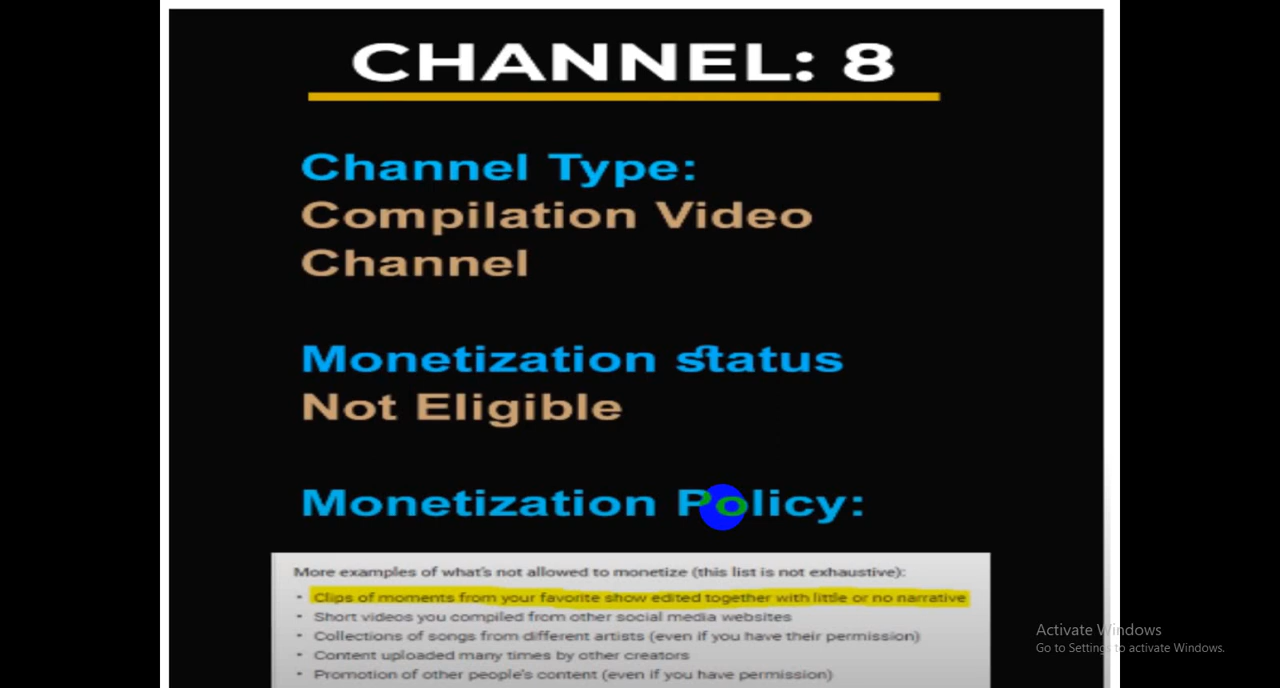 CHANNEL: 8
Channel Type:
Compilation Video
Channel
Monetization status
Not Eligible
Monetization Policy:
More examples of what's not allowed to monetize (this list is not exhaustive):
• Clips of moments from your favorite show edited together with little or no narrative
• Short videos you compiled from other social media websites
• Collections of songs from different artists (even if you have their permission)
• Content uploaded many times by other creators
• Promotion of other people's content (even if you have permission)
Activate Windows
Go to Settings to activate Windows.